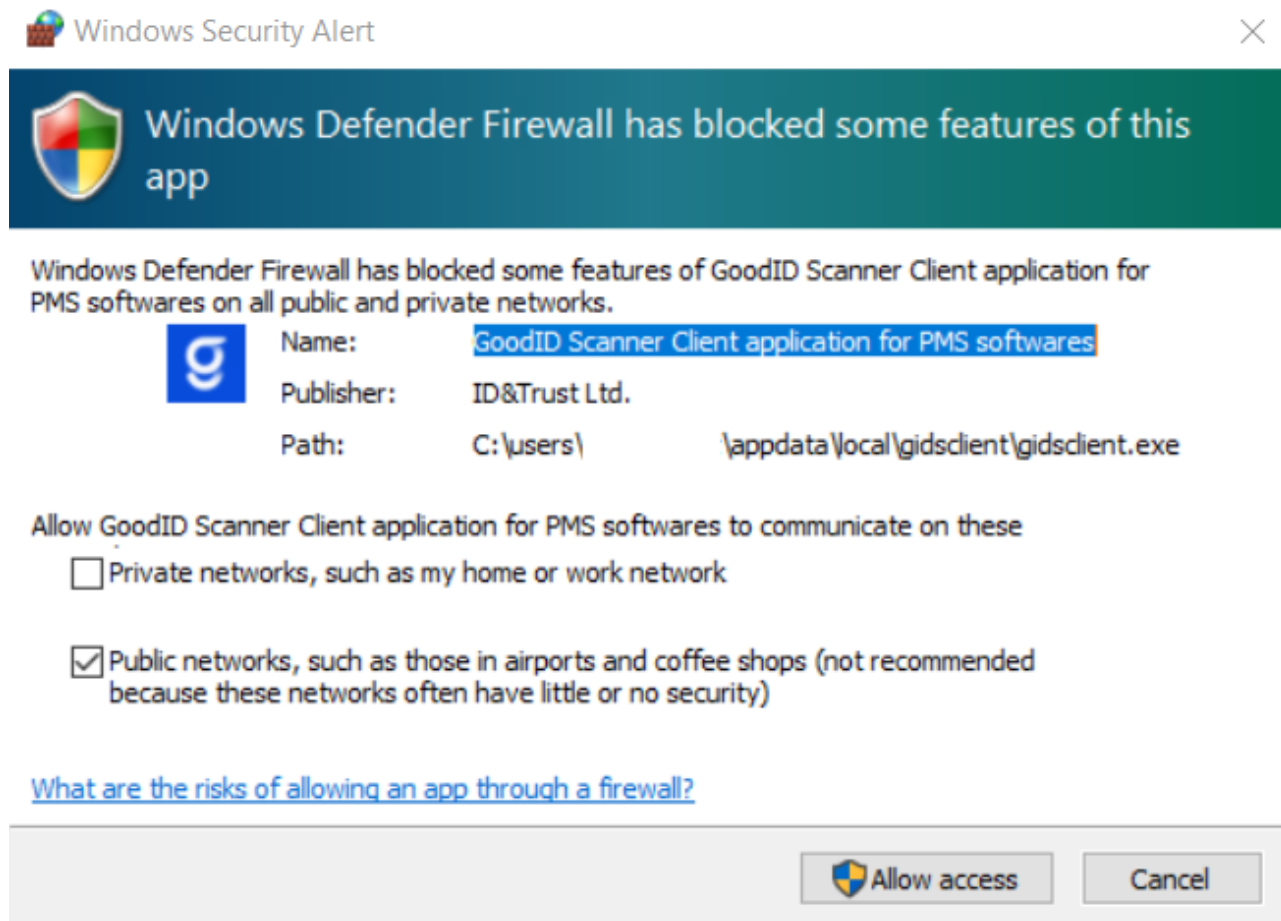 Windows Security Alert
Windows Defender Firewall has blocked some features of this
app
Windows Defender Firewall has blocked some features of GoodID Scanner Client application for
PMS softwares on all public and private networks.
g
Name: GoodID Scanner Client application for PMS softwares
Publisher: ID&Trust Ltd.
Path: C:\users\ \appdata\local\gidsclient\gidsclient.exe
Allow GoodID Scanner Client application for PMS softwares to communicate on these
Private networks, such as my home or work network
Public networks, such as those in airports and coffee shops (not recommended
because these networks often have little or no security)
What are the risks of allowing an app through a firewall?
Allow access Cancel